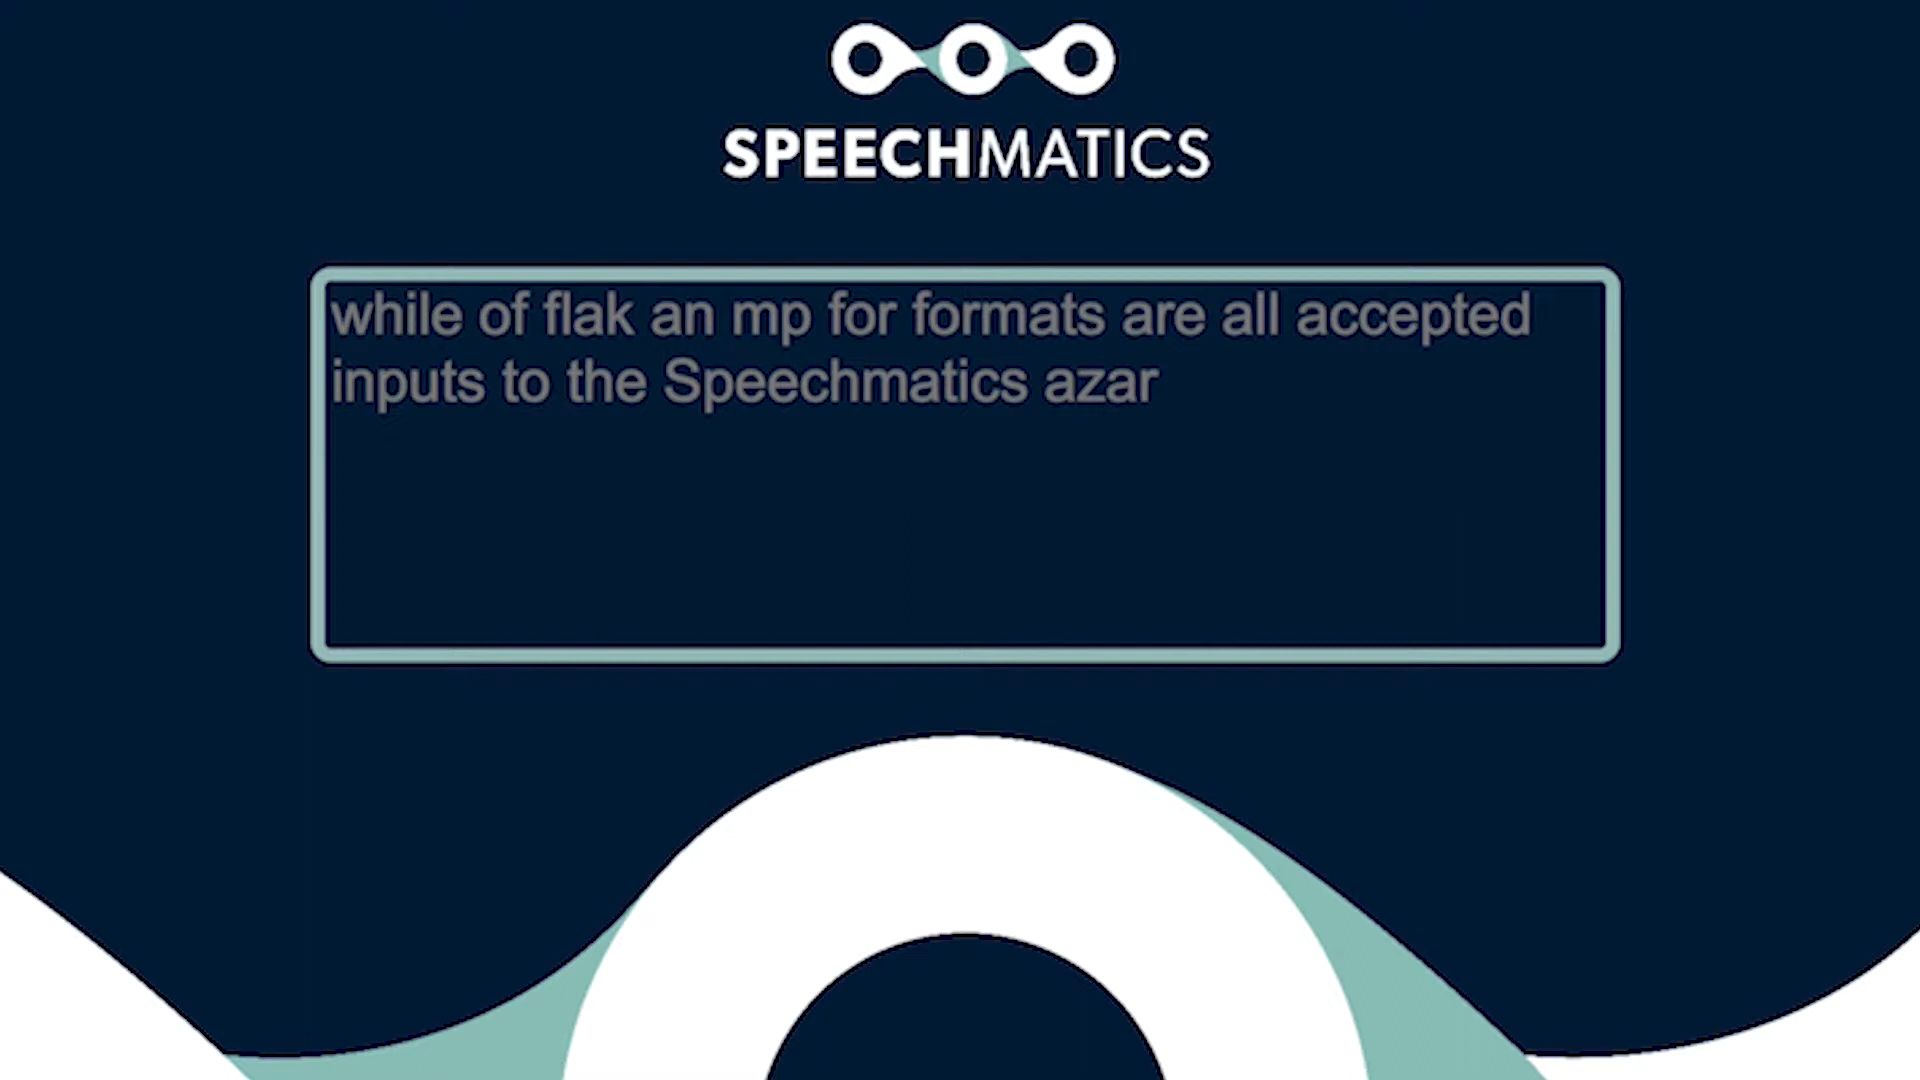 SPEECHMATICS
while of flak an mp for formats are all accepted
inputs to the Speechmatics azar